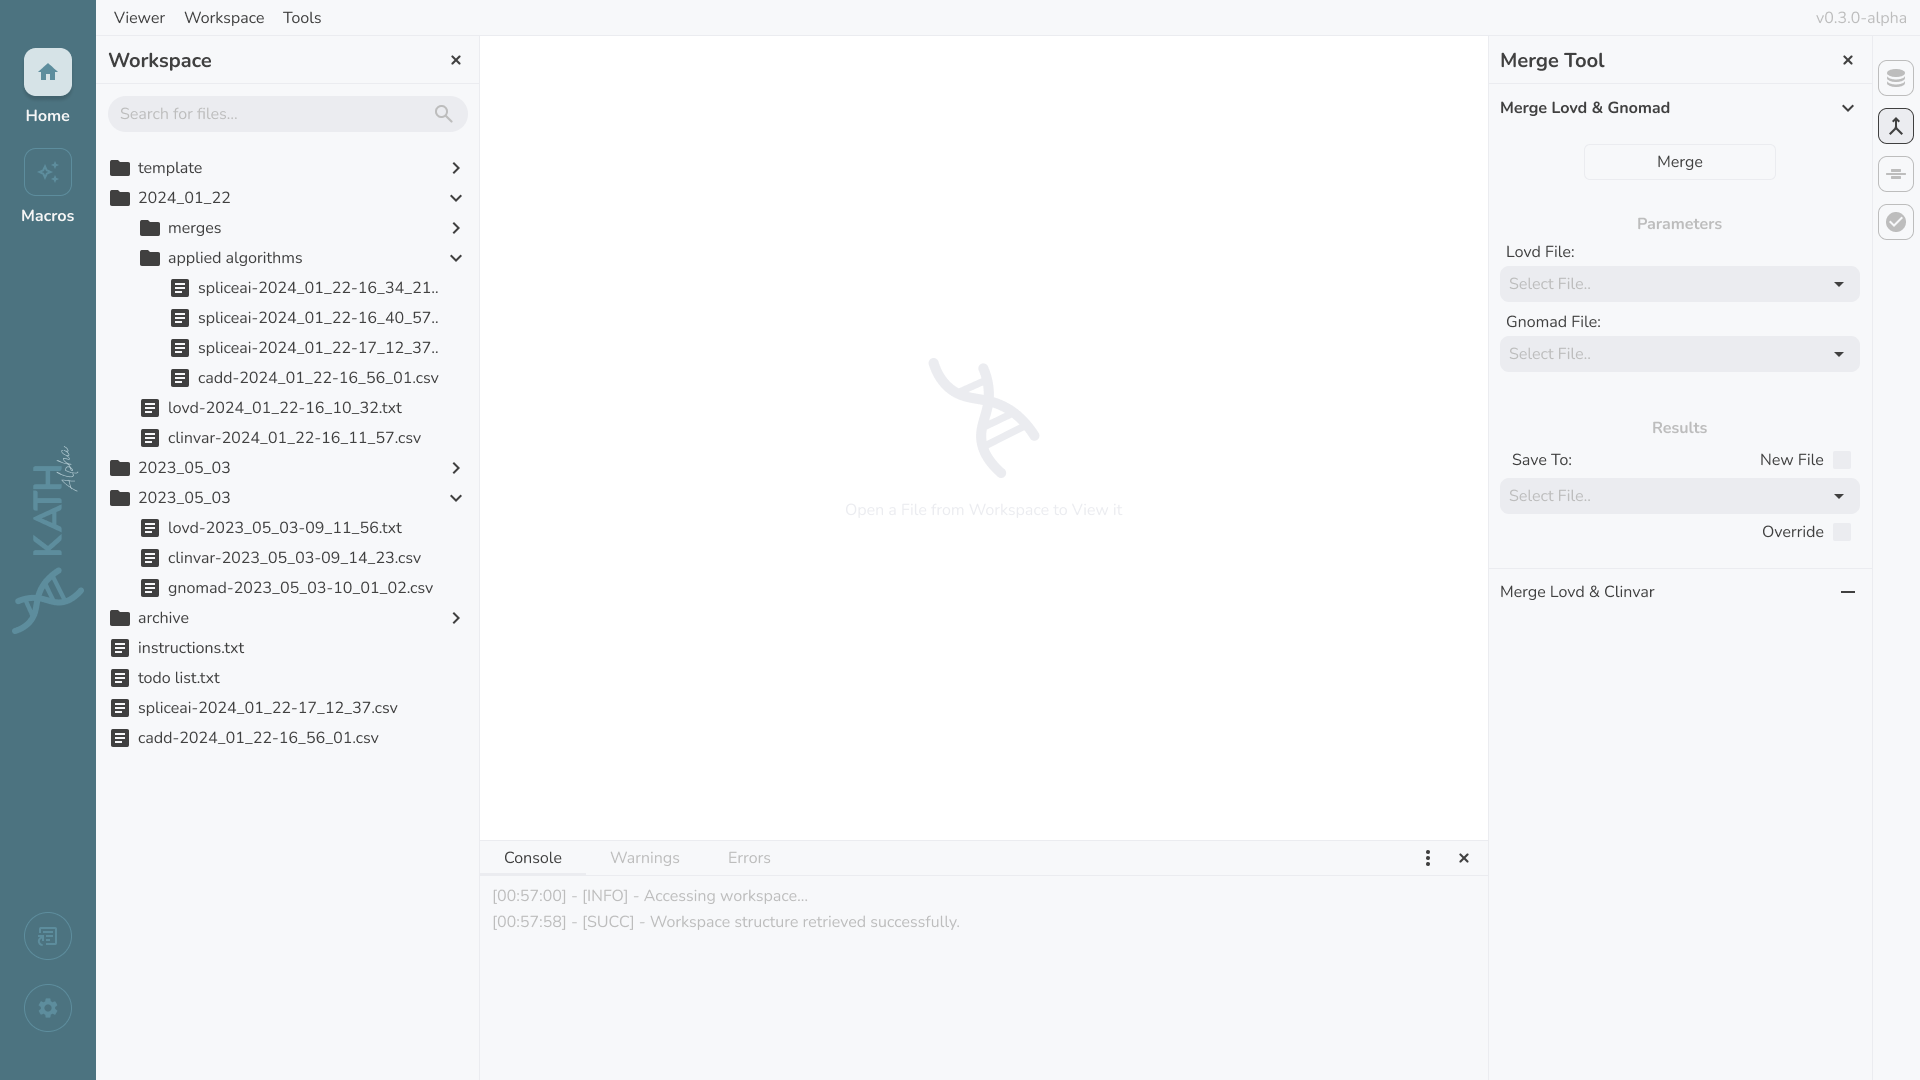 Viewer Workspace Tools
v0.3.0-alpha
Home
Macros
KATH
Alpha
Workspace
Search for files...
template
2024_01_22
merges
applied algorithms
spliceai-2024_01_22-16_34_21..
spliceai-2024_01_22-16_40_57..
spliceai-2024_01_22-17_12_37..
cadd-2024_01_22-16_56_01.csv
lovd-2024_01_22-16_10_32.txt
clinvar-2024_01_22-16_11_57.csv
2023_05_03
2023_05_03
lovd-2023_05_03-09_11_56.txt
clinvar-2023_05_03-09_14_23.csv
gnomad-2023_05_03-10_01_02.csv
archive
instructions.txt
todo list.txt
spliceai-2024_01_22-17_12_37.csv
cadd-2024_01_22-16_56_01.csv
Open a File from Workspace to View it
Console Warnings Errors
[00:57:00] - [INFO] - Accessing workspace...
[00:57:58] - [SUCC] - Workspace structure retrieved successfully.
Merge Tool
Merge Lovd & Gnomad
Merge
Parameters
Lovd File:
Select File..
Gnomad File:
Select File..
Results
Save To: New File
Select File..
Override
Merge Lovd & Clinvar